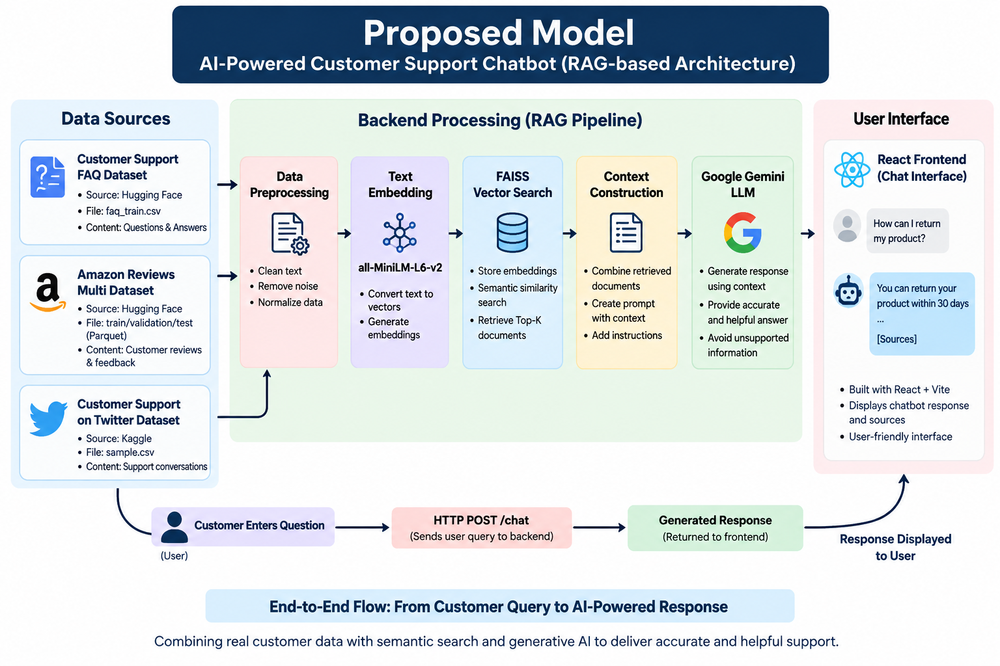 Proposed Model
AI-Powered Customer Support Chatbot (RAG-based Architecture)
Data Sources
Customer Support
FAQ Dataset
• Source: Hugging Face
• File: faq_train.csv
• Content: Questions & Answers
Amazon Reviews
Multi Dataset
• Source: Hugging Face
• File: train/validation/test
(Parquet)
• Content: Customer reviews
& feedback
Customer Support
on Twitter Dataset
• Source: Kaggle
• File: sample.csv
• Content: Support conversations
Backend Processing (RAG Pipeline)
Data
Preprocessing
• Clean text
• Remove noise
• Normalize data
Text
Embedding
all-MiniLM-L6-v2
• Convert text to
vectors
• Generate
embeddings
FAISS
Vector Search
• Store embeddings
• Semantic similarity
search
• Retrieve Top-K
documents
Context
Construction
• Combine retrieved
documents
• Create prompt
with context
• Add instructions
Google Gemini
LLM
• Generate response
using context
• Provide accurate
and helpful answer
• Avoid unsupported
information
User Interface
React Frontend
(Chat Interface)
How can I return
my product?
You can return your
product within 30 days
...
[Sources]
• Built with React + Vite
• Displays chatbot response
and sources
• User-friendly interface
Customer Enters Question
(User)
HTTP POST /chat
(Sends user query to backend)
Generated Response
(Returned to frontend)
Response Displayed
to User
End-to-End Flow: From Customer Query to AI-Powered Response
Combining real customer data with semantic search and generative AI to deliver accurate and helpful support.